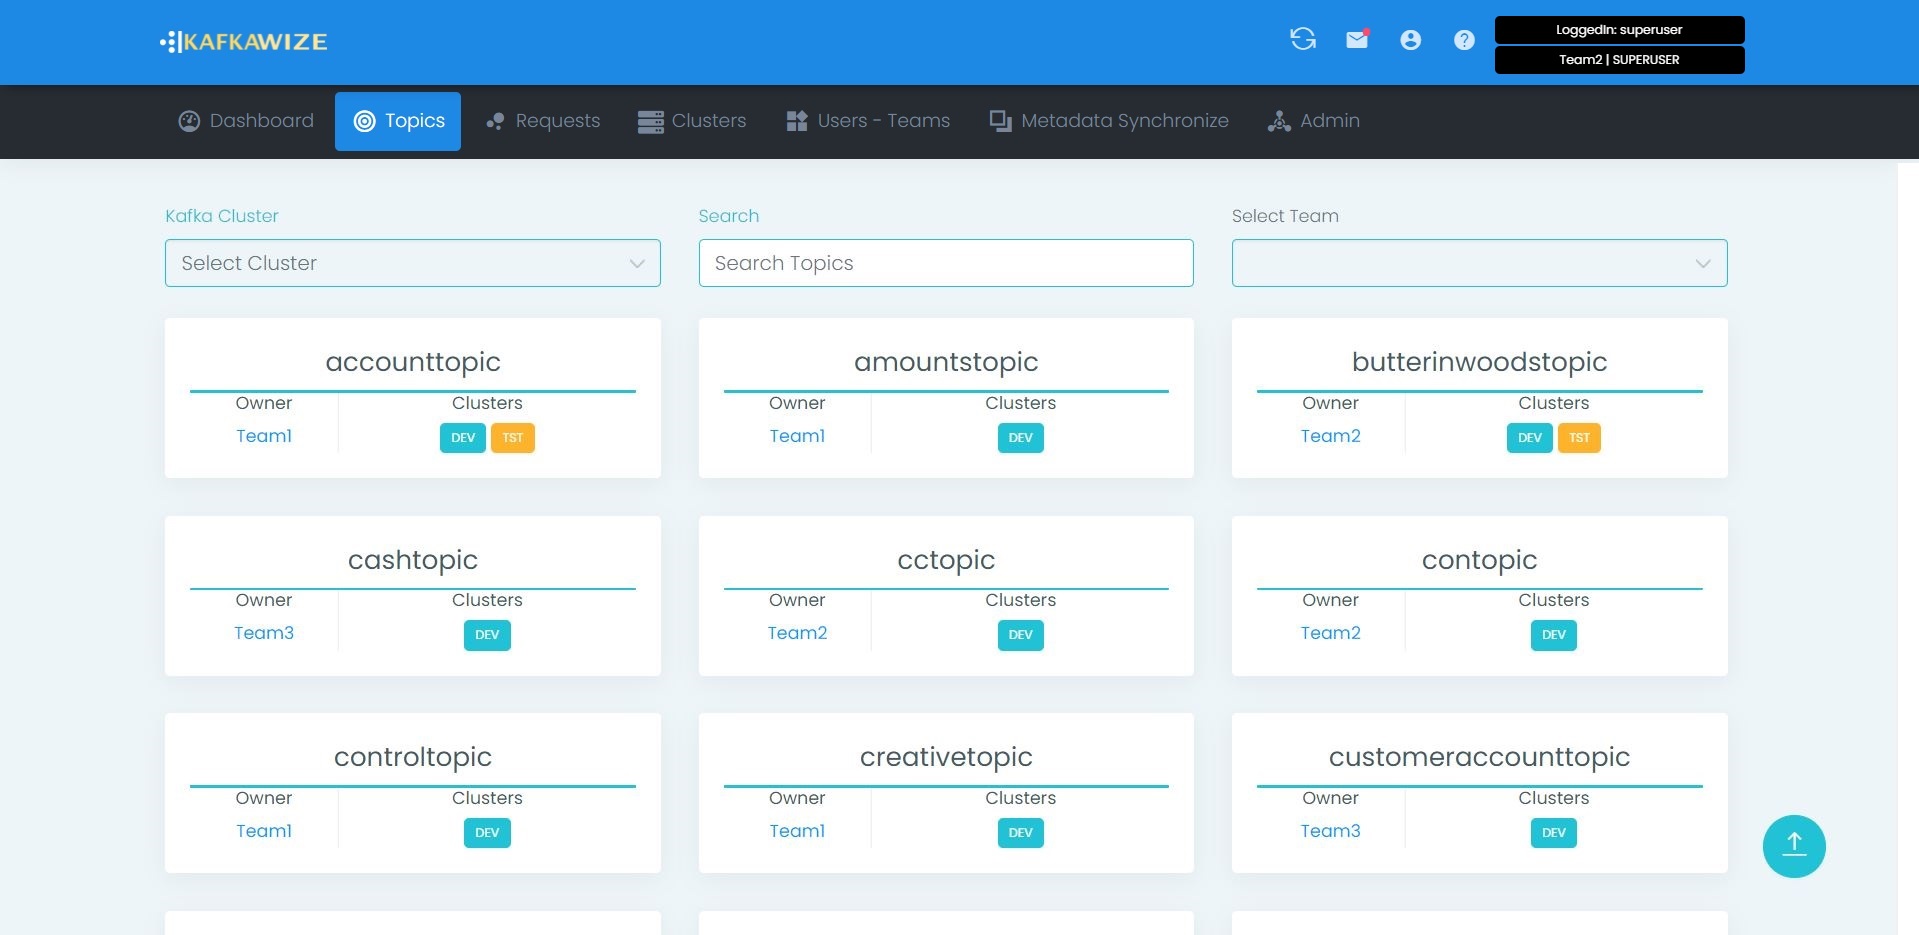 KAFKAWIZE
LoggedIn: superuser
Team2 | SUPERUSER
Dashboard
Topics
Requests
Clusters
Users - Teams
Metadata Synchronize
Admin
Kafka Cluster
Search
Select Team
Select Cluster
Search Topics
accounttopic
Owner Clusters
Team1 DEV TST
amountstopic
Owner Clusters
Team1 DEV
butterinwoodstopic
Owner Clusters
Team2 DEV TST
cashtopic
Owner Clusters
Team3 DEV
cctopic
Owner Clusters
Team2 DEV
contopic
Owner Clusters
Team2 DEV
controltopic
Owner Clusters
Team1 DEV
creativetopic
Owner Clusters
Team1 DEV
customeraccounttopic
Owner Clusters
Team3 DEV